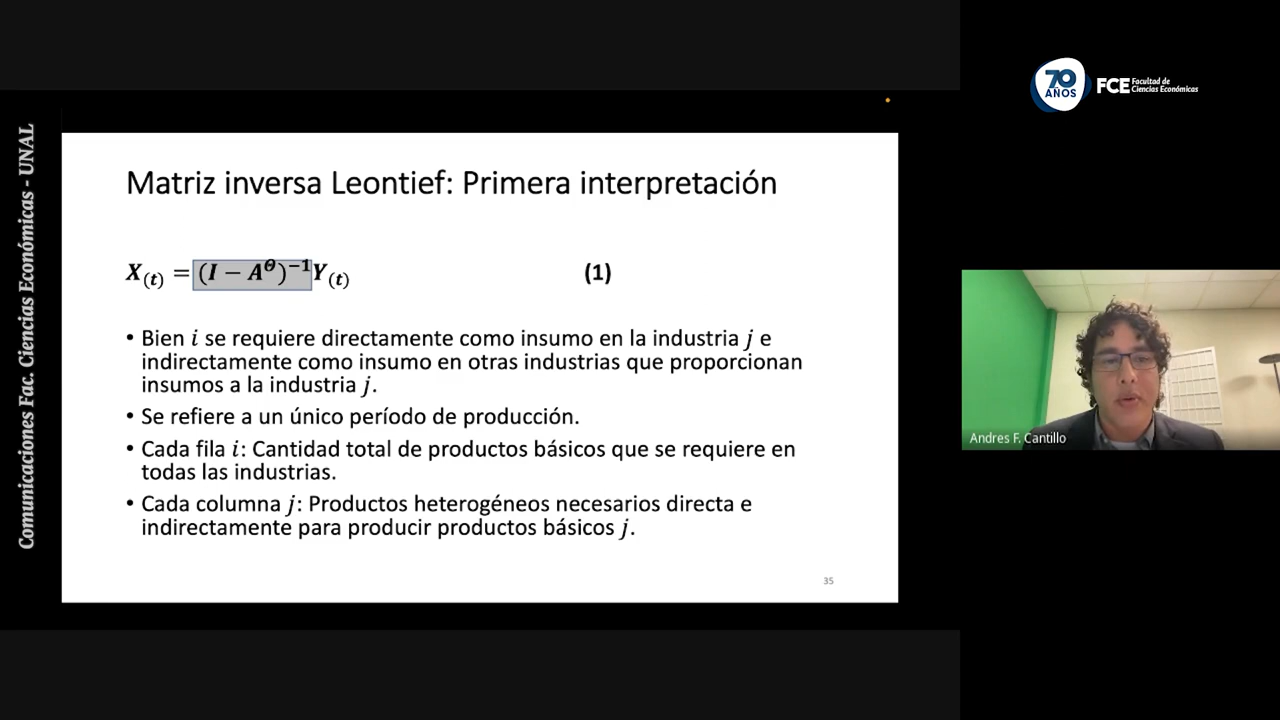 Comunicaciones Fac. Ciencias Económicas - UNAL
70
AÑOS
FCE Facultad de
Ciencias Económicas
Matriz inversa Leontief: Primera interpretación
X(t) = (I − A^Θ)^−1 Y(t) (1)
• Bien i se requiere directamente como insumo en la industria j e
indirectamente como insumo en otras industrias que proporcionan
insumos a la industria j.
• Se refiere a un único período de producción.
• Cada fila i: Cantidad total de productos básicos que se requiere en
todas las industrias.
• Cada columna j: Productos heterogéneos necesarios directa e
indirectamente para producir productos básicos j.
35
Andres F. Cantillo